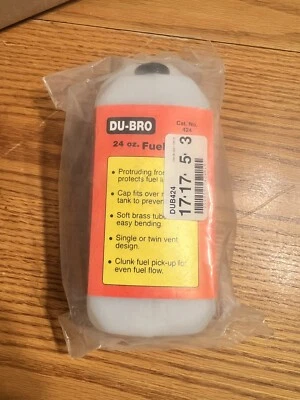 DU-BRO
Cat. No.
424
24 oz. Fuel
• Protruding fro
protects fuel
• Cap fits over
tank to preven
• Soft brass tub
easy bending.
• Single or twin vent
design.
• Clunk fuel pick-up
even fuel flow.
DUB424
17·17 5 3